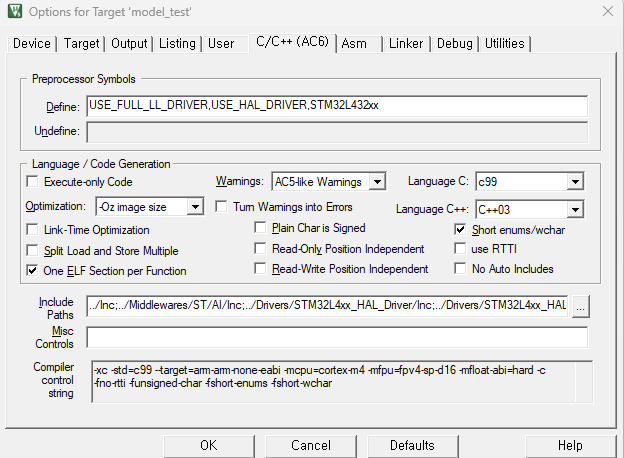 Options for Target 'model_test'
Device Target Output Listing User C/C++ (AC6) Asm Linker Debug Utilities
Preprocessor Symbols
Define: USE_FULL_LL_DRIVER,USE_HAL_DRIVER,STM32L432xx
Undefine:
Language / Code Generation
Execute-only Code Warnings: AC5-like Warnings Language C: c99
Optimization: -Oz image size Turn Warnings into Errors Language C++: C++03
Link-Time Optimization Plain Char is Signed Short enums/wchar
Split Load and Store Multiple Read-Only Position Independent use RTTI
One ELF Section per Function Read-Write Position Independent No Auto Includes
Include Paths ../Inc;../Middlewares/ST/AI/Inc;../Drivers/STM32L4xx_HAL_Driver/Inc;../Drivers/STM32L4xx_HAL ...
Misc Controls
Compiler control string -xc -std=c99 --target=arm-arm-none-eabi -mcpu=cortex-m4 -mfpu=fpv4-sp-d16 -mfloat-abi=hard -c
-fno-rtti -funsigned-char -fshort-enums -fshort-wchar
OK Cancel Defaults Help